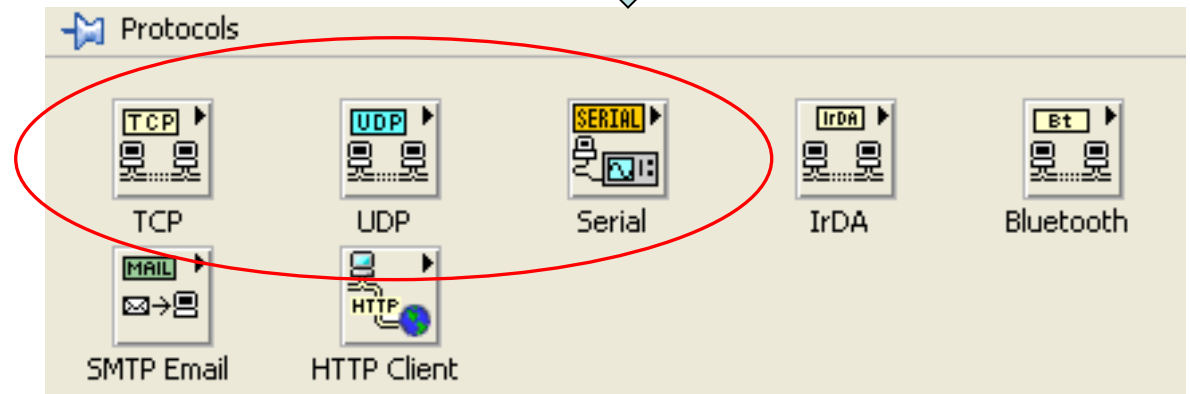 Protocols
TCP UDP SERIAL IrDA Bt
TCP UDP Serial IrDA Bluetooth
MAIL HTTP
SMTP Email HTTP Client